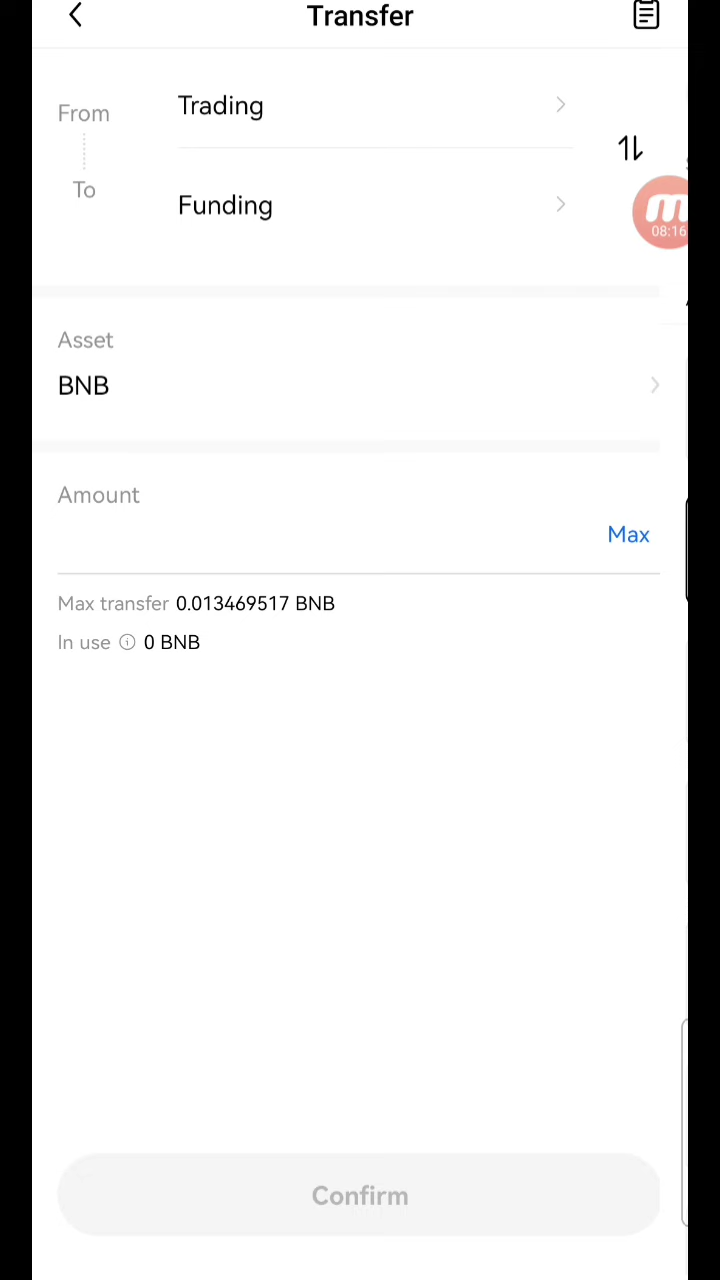 Transfer
From
Trading
To
Funding
08:16
Asset
BNB
Amount
Max
Max transfer 0.013469517 BNB
In use 0 BNB
Confirm